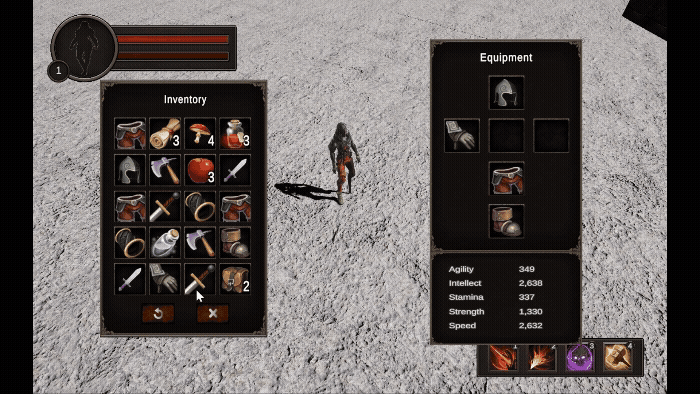 1
Inventory
3
4
3
3
2
Equipment
Agility 349
Intellect 2,638
Stamina 337
Strength 1,330
Speed 2,632
1 2 3 4